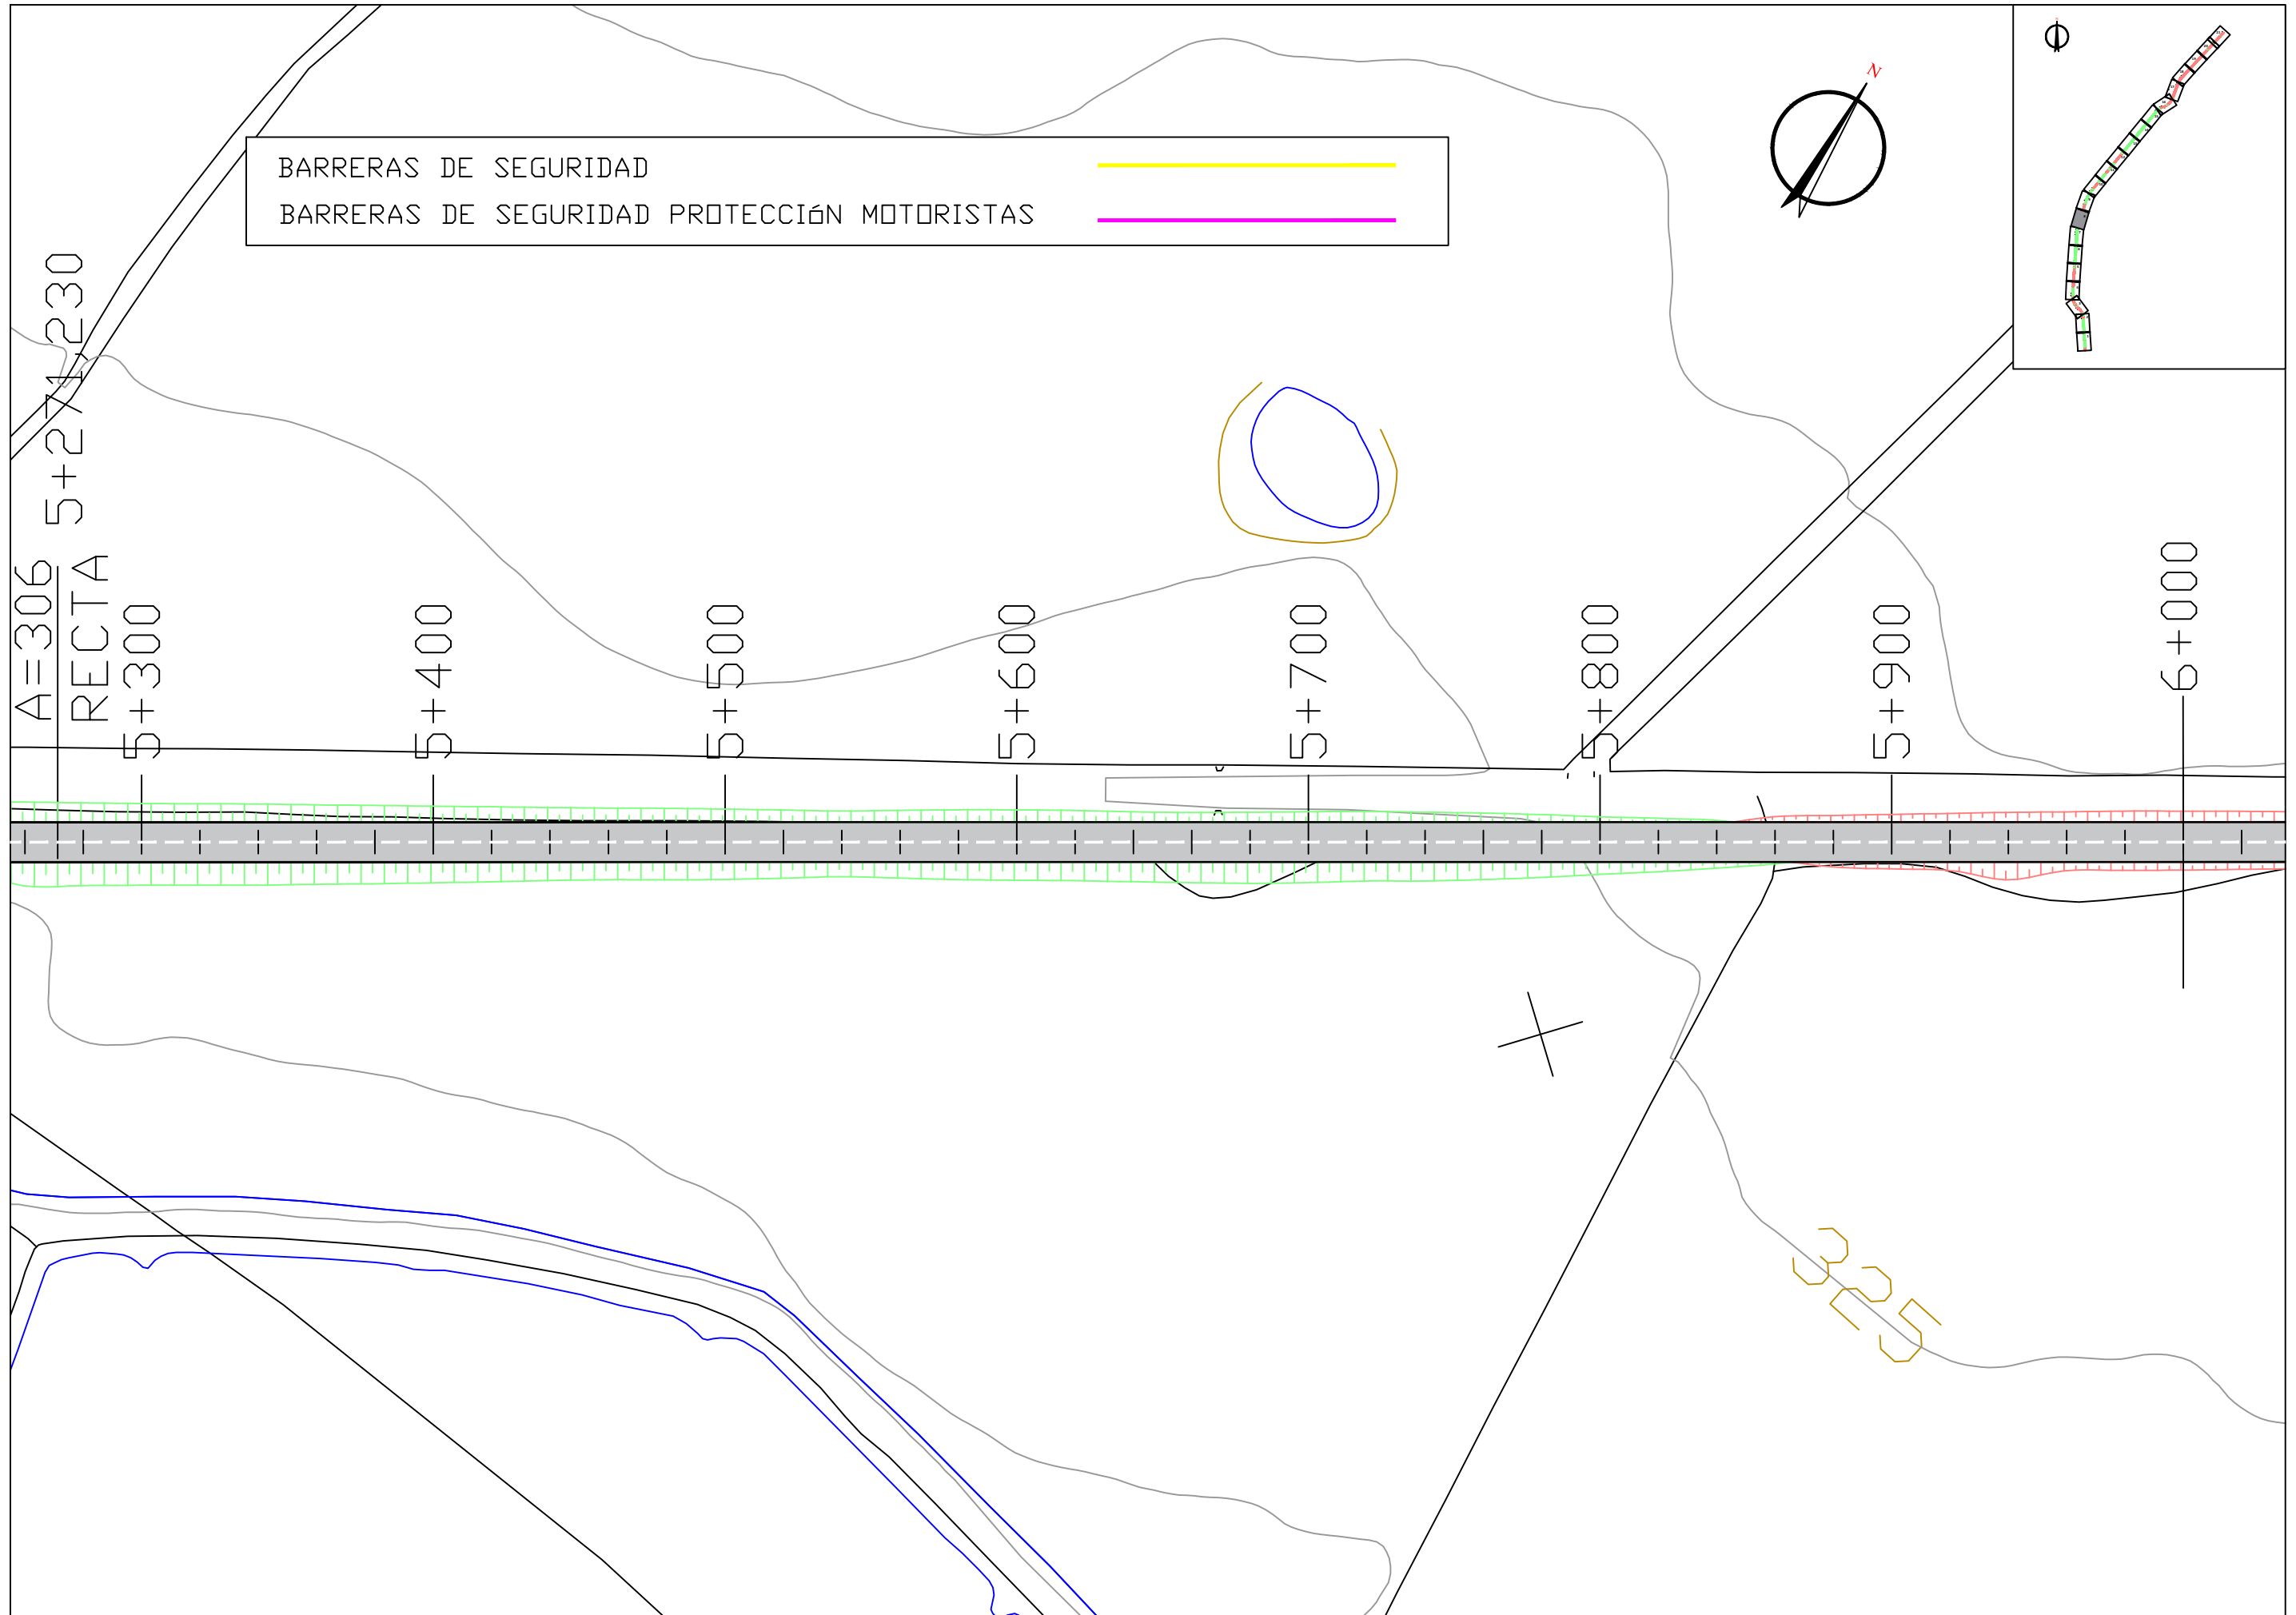 BARRERAS DE SEGURIDAD
BARRERAS DE SEGURIDAD PROTECCIóN MOTORISTAS
N
A=306
5+271,230
RECTA
5+300
5+400
5+500
5+600
5+700
5+800
5+900
6+000